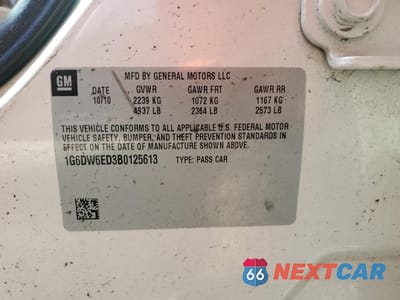 MFD BY GENERAL MOTORS LLC
GM
DATE GVWR GAWR FRT GAWR RR
10/10 2239 KG 1072 KG 1167 KG
4937 LB 2364 LB 2573 LB
THIS VEHICLE CONFORMS TO ALL APPLICABLE U.S. FEDERAL MOTOR
VEHICLE SAFETY, BUMPER, AND THEFT PREVENTION STANDARDS IN
EFFECT ON THE DATE OF MANUFACTURE SHOWN ABOVE.
1G6DW6ED3B0125613 TYPE: PASS CAR
66 NEXTCAR